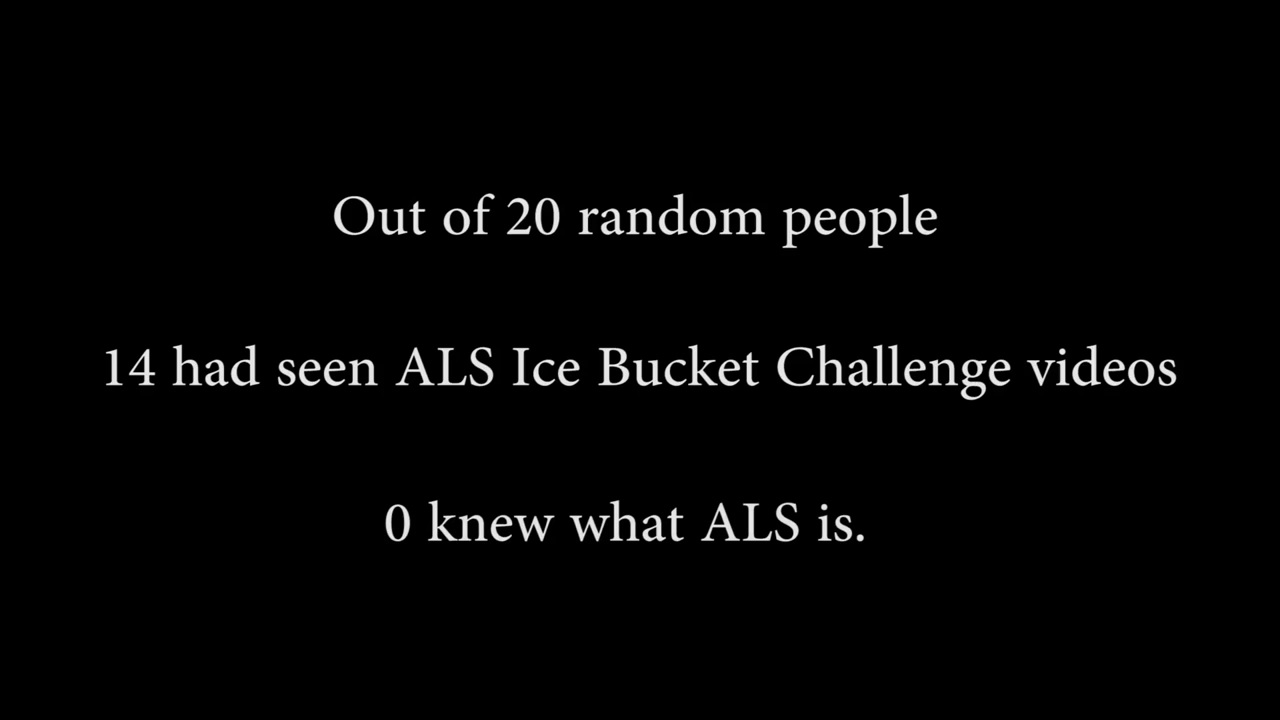 Out of 20 random people
14 had seen ALS Ice Bucket Challenge videos
0 knew what ALS is.